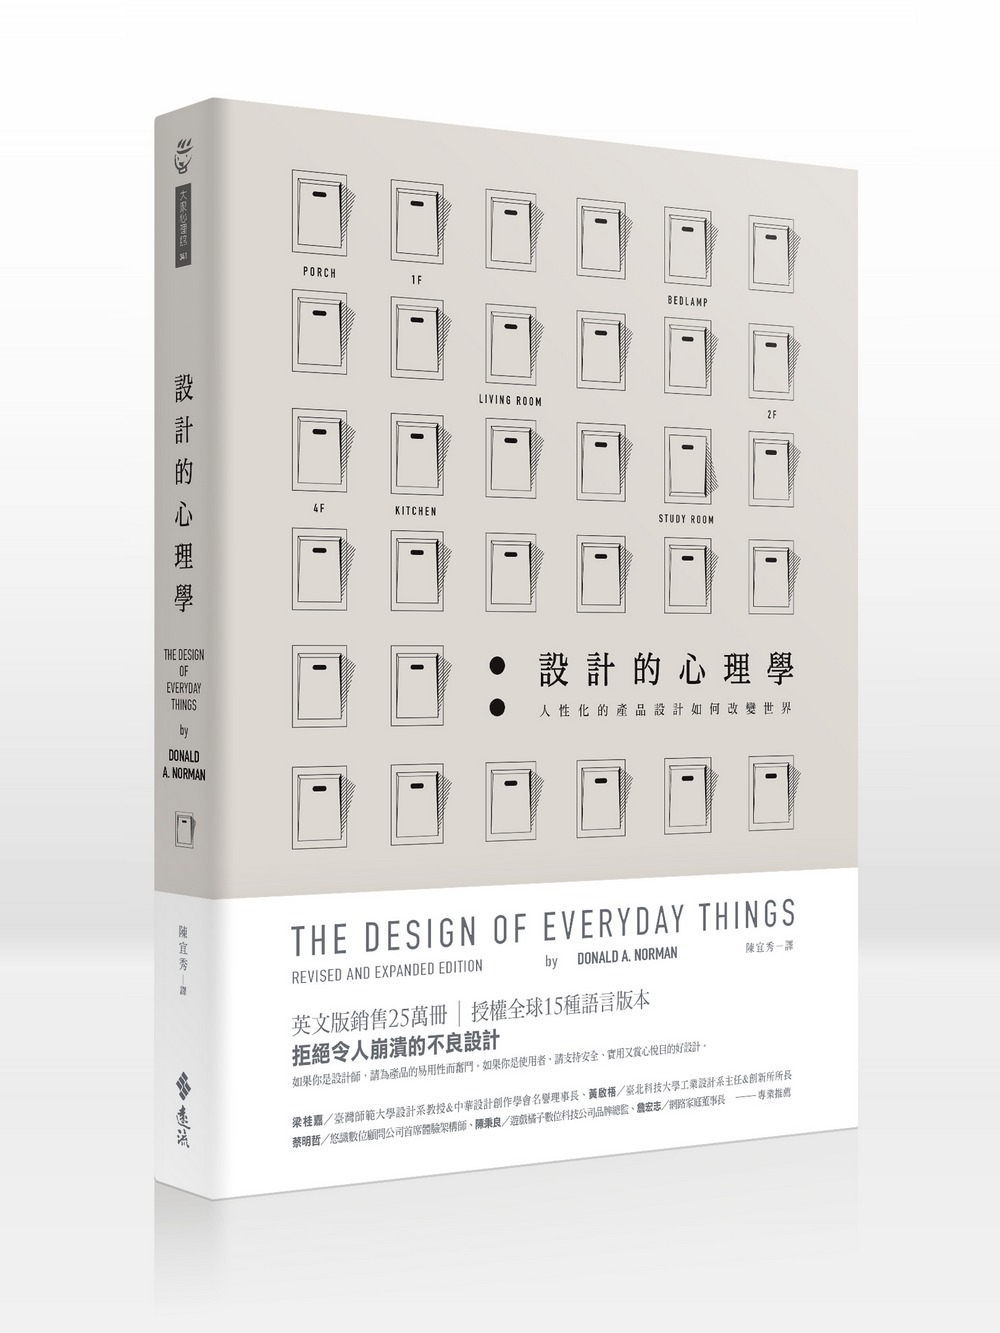 大眾心理館
341
設計的心理學
THE DESIGN
OF
EVERYDAY
THINGS
by
DONALD
A. NORMAN
陳宜秀—譯
遠流
PORCH
1F
BEDLAMP
LIVING ROOM
2F
4F
KITCHEN
STUDY ROOM
設計的心理學
人性化的產品設計如何改變世界
THE DESIGN OF EVERYDAY THINGS
REVISED AND EXPANDED EDITION
by DONALD A. NORMAN
陳宜秀—譯
英文版銷售25萬冊│授權全球15種語言版本
拒絕令人崩潰的不良設計
如果你是設計師，請為產品的易用性而奮鬥。如果你是使用者，請支持安全、實用又賞心悅目的好設計。
梁桂嘉／臺灣師範大學設計系教授&中華設計創作學會名譽理事長、黃啟梧／臺北科技大學工業設計系主任&創新所所長
蔡明哲／悠識數位顧問公司首席體驗架構師、陳秉良／遊戲橘子數位科技公司品牌總監、詹宏志／網路家庭董事長 ——專業推薦